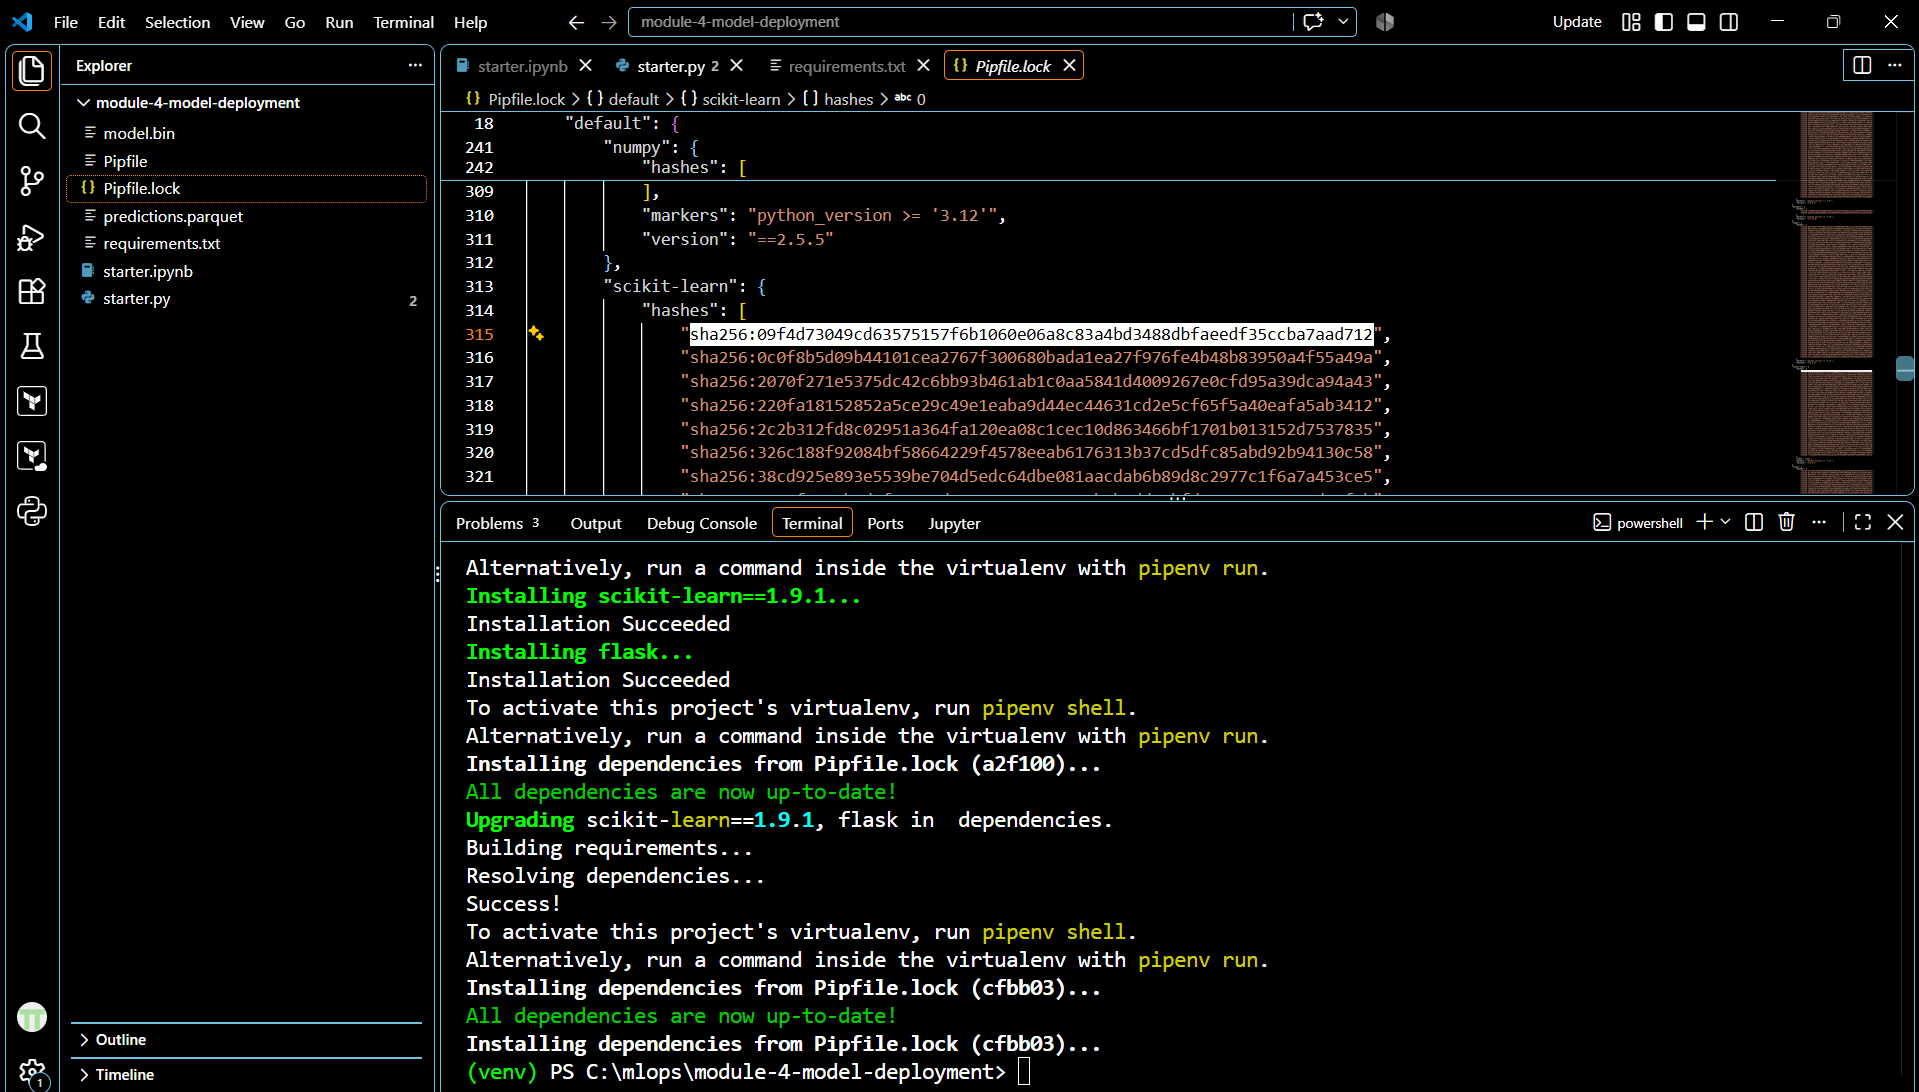 File Edit Selection View Go Run Terminal Help
module-4-model-deployment
Update
Explorer
module-4-model-deployment
model.bin
Pipfile
Pipfile.lock
predictions.parquet
requirements.txt
starter.ipynb
starter.py 2
Outline
Timeline
1
starter.ipynb
starter.py 2
requirements.txt
{} Pipfile.lock
{} Pipfile.lock > {} default > {} scikit-learn > [] hashes > abc 0
18 "default": {
241 "numpy": {
242 "hashes": [
309 ],
310 "markers": "python_version >= '3.12'",
311 "version": "==2.5.5"
312 },
313 "scikit-learn": {
314 "hashes": [
315 "sha256:09f4d73049cd63575157f6b1060e06a8c83a4bd3488dbfaeedf35ccba7aad712",
316 "sha256:0c0f8b5d09b44101cea2767f300680bada1ea27f976fe4b48b83950a4f55a49a",
317 "sha256:2070f271e5375dc42c6bb93b461ab1c0aa5841d4009267e0cfd95a39dca94a43",
318 "sha256:220fa18152852a5ce29c49e1eaba9d44ec44631cd2e5cf65f5a40eafa5ab3412",
319 "sha256:2c2b312fd8c02951a364fa120ea08c1cec10d863466bf1701b013152d7537835",
320 "sha256:326c188f92084bf58664229f4578eeab6176313b37cd5dfc85abd92b94130c58",
321 "sha256:38cd925e893e5539be704d5edc64dbe081aacdab6b89d8c2977c1f6a7a453ce5",
Problems 3 Output Debug Console Terminal Ports Jupyter
powershell
Alternatively, run a command inside the virtualenv with pipenv run.
Installing scikit-learn==1.9.1...
Installation Succeeded
Installing flask...
Installation Succeeded
To activate this project's virtualenv, run pipenv shell.
Alternatively, run a command inside the virtualenv with pipenv run.
Installing dependencies from Pipfile.lock (a2f100)...
All dependencies are now up-to-date!
Upgrading scikit-learn==1.9.1, flask in  dependencies.
Building requirements...
Resolving dependencies...
Success!
To activate this project's virtualenv, run pipenv shell.
Alternatively, run a command inside the virtualenv with pipenv run.
Installing dependencies from Pipfile.lock (cfbb03)...
All dependencies are now up-to-date!
Installing dependencies from Pipfile.lock (cfbb03)...
(venv) PS C:\mlops\module-4-model-deployment>